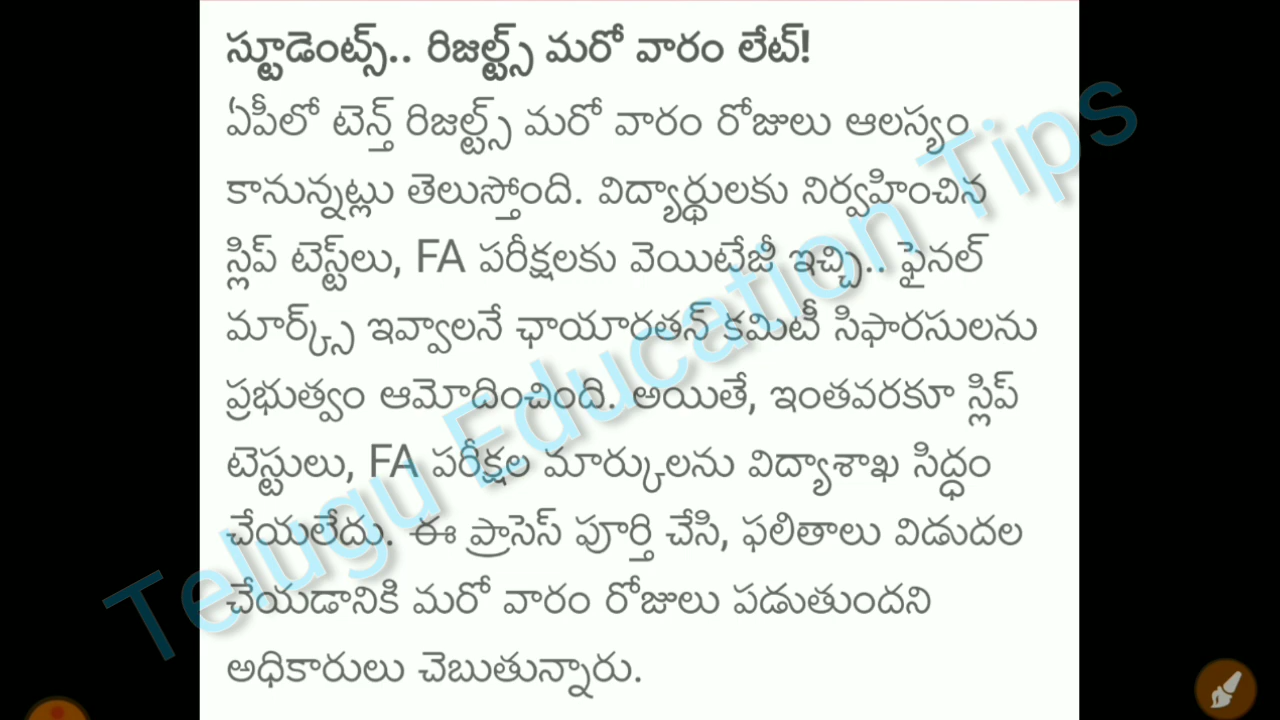 స్టూడెంట్స్.. రిజల్ట్స్ మరో వారం లేట్!
ఏపీలో టెన్త్ రిజల్ట్స్ మరో వారం రోజులు ఆలస్యం
కానున్నట్లు తెలుస్తోంది. విద్యార్థులకు నిర్వహించిన
స్లిప్ టెస్ట్‌లు, FA పరీక్షలకు వెయిటేజీ ఇచ్చి.. ఫైనల్
మార్క్స్ ఇవ్వాలనే ఛాయారతన్ కమిటీ సిఫారసులను
ప్రభుత్వం ఆమోదించింది. అయితే, ఇంతవరకూ స్లిప్
టెస్టులు, FA పరీక్షల మార్కులను విద్యాశాఖ సిద్ధం
చేయలేదు. ఈ ప్రాసెస్ పూర్తి చేసి, ఫలితాలు విడుదల
చేయడానికి మరో వారం రోజులు పడుతుందని
అధికారులు చెబుతున్నారు.
Telugu Education Tips